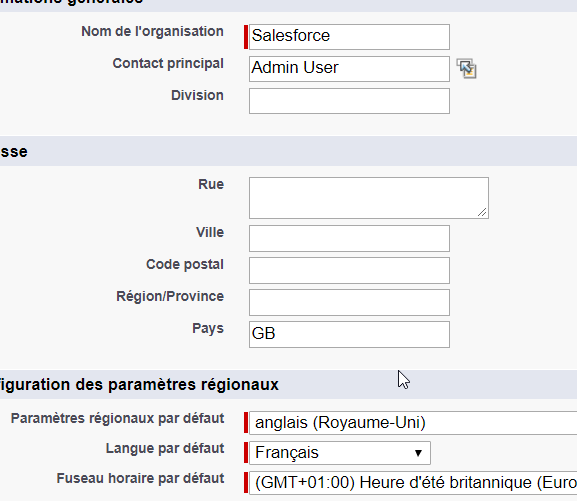 mations générales
Nom de l'organisation Salesforce
Contact principal Admin User
Division
sse
Rue
Ville
Code postal
Région/Province
Pays GB
figuration des paramètres régionaux
Paramètres régionaux par défaut anglais (Royaume-Uni)
Langue par défaut Français
Fuseau horaire par défaut (GMT+01:00) Heure d'été britannique (Euro